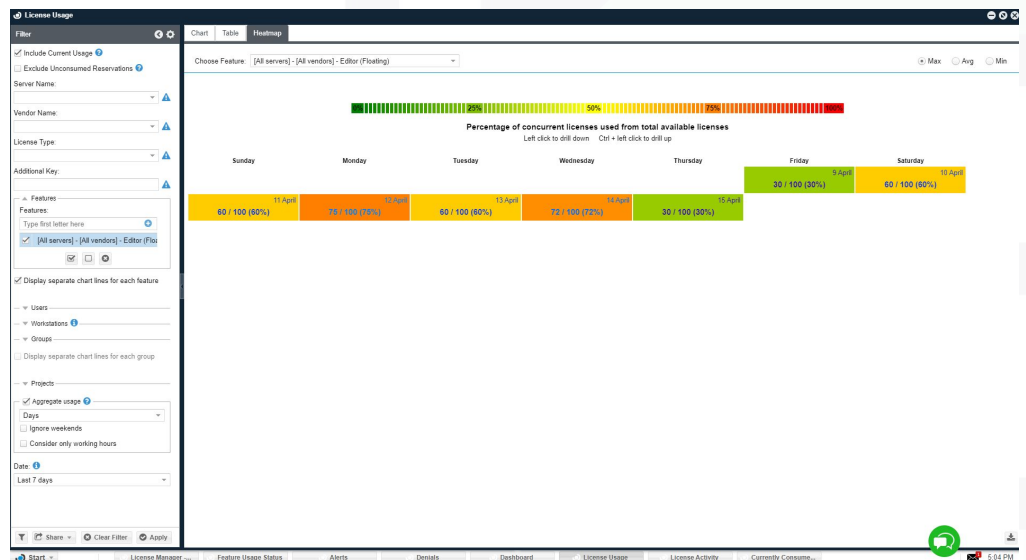 License Usage
Filter
Chart Table Heatmap
Include Current Usage
Exclude Unconsumed Reservations
Server Name:
Vendor Name:
License Type:
Additional Key:
Features
Features:
Type first letter here
[All servers] - [All vendors] - Editor (Floa
Display separate chart lines for each feature
Users
Workstations
Groups
Display separate chart lines for each group
Projects
Aggregate usage
Days
Ignore weekends
Consider only working hours
Date:
Last 7 days
Share Clear Filter Apply
Choose Feature: [All servers] - [All vendors] - Editor (Floating)
Max Avg Min
0% 25% 50% 75% 100%
Percentage of concurrent licenses used from total available licenses
Left click to drill down Ctrl + left click to drill up
Sunday Monday Tuesday Wednesday Thursday Friday Saturday
9 April 10 April
30 / 100 (30%) 60 / 100 (60%)
11 April 12 April 13 April 14 April 15 April
60 / 100 (60%) 75 / 100 (75%) 60 / 100 (60%) 72 / 100 (72%) 30 / 100 (30%)
Start License Manager ... Feature Usage Status Alerts Denials Dashboard License Usage License Activity Currently Consume... 5:04 PM